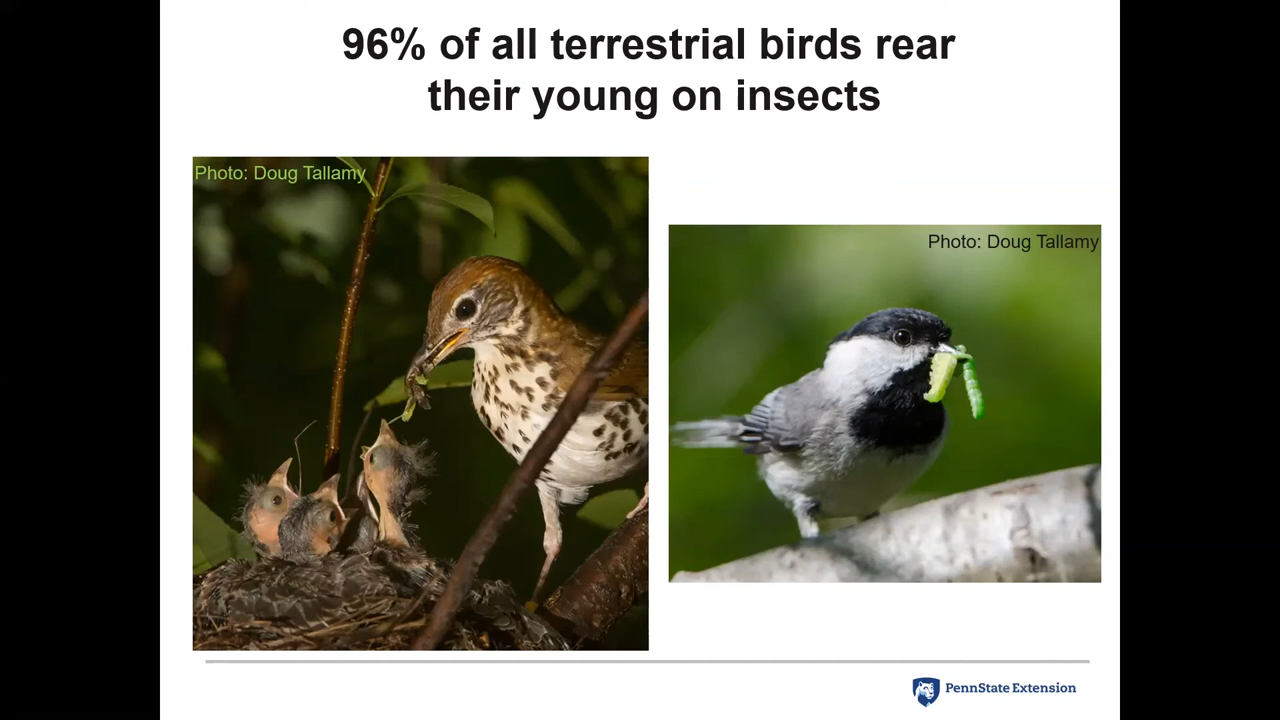 96% of all terrestrial birds rear
their young on insects
Photo: Doug Tallamy
Photo: Doug Tallamy
PennState Extension